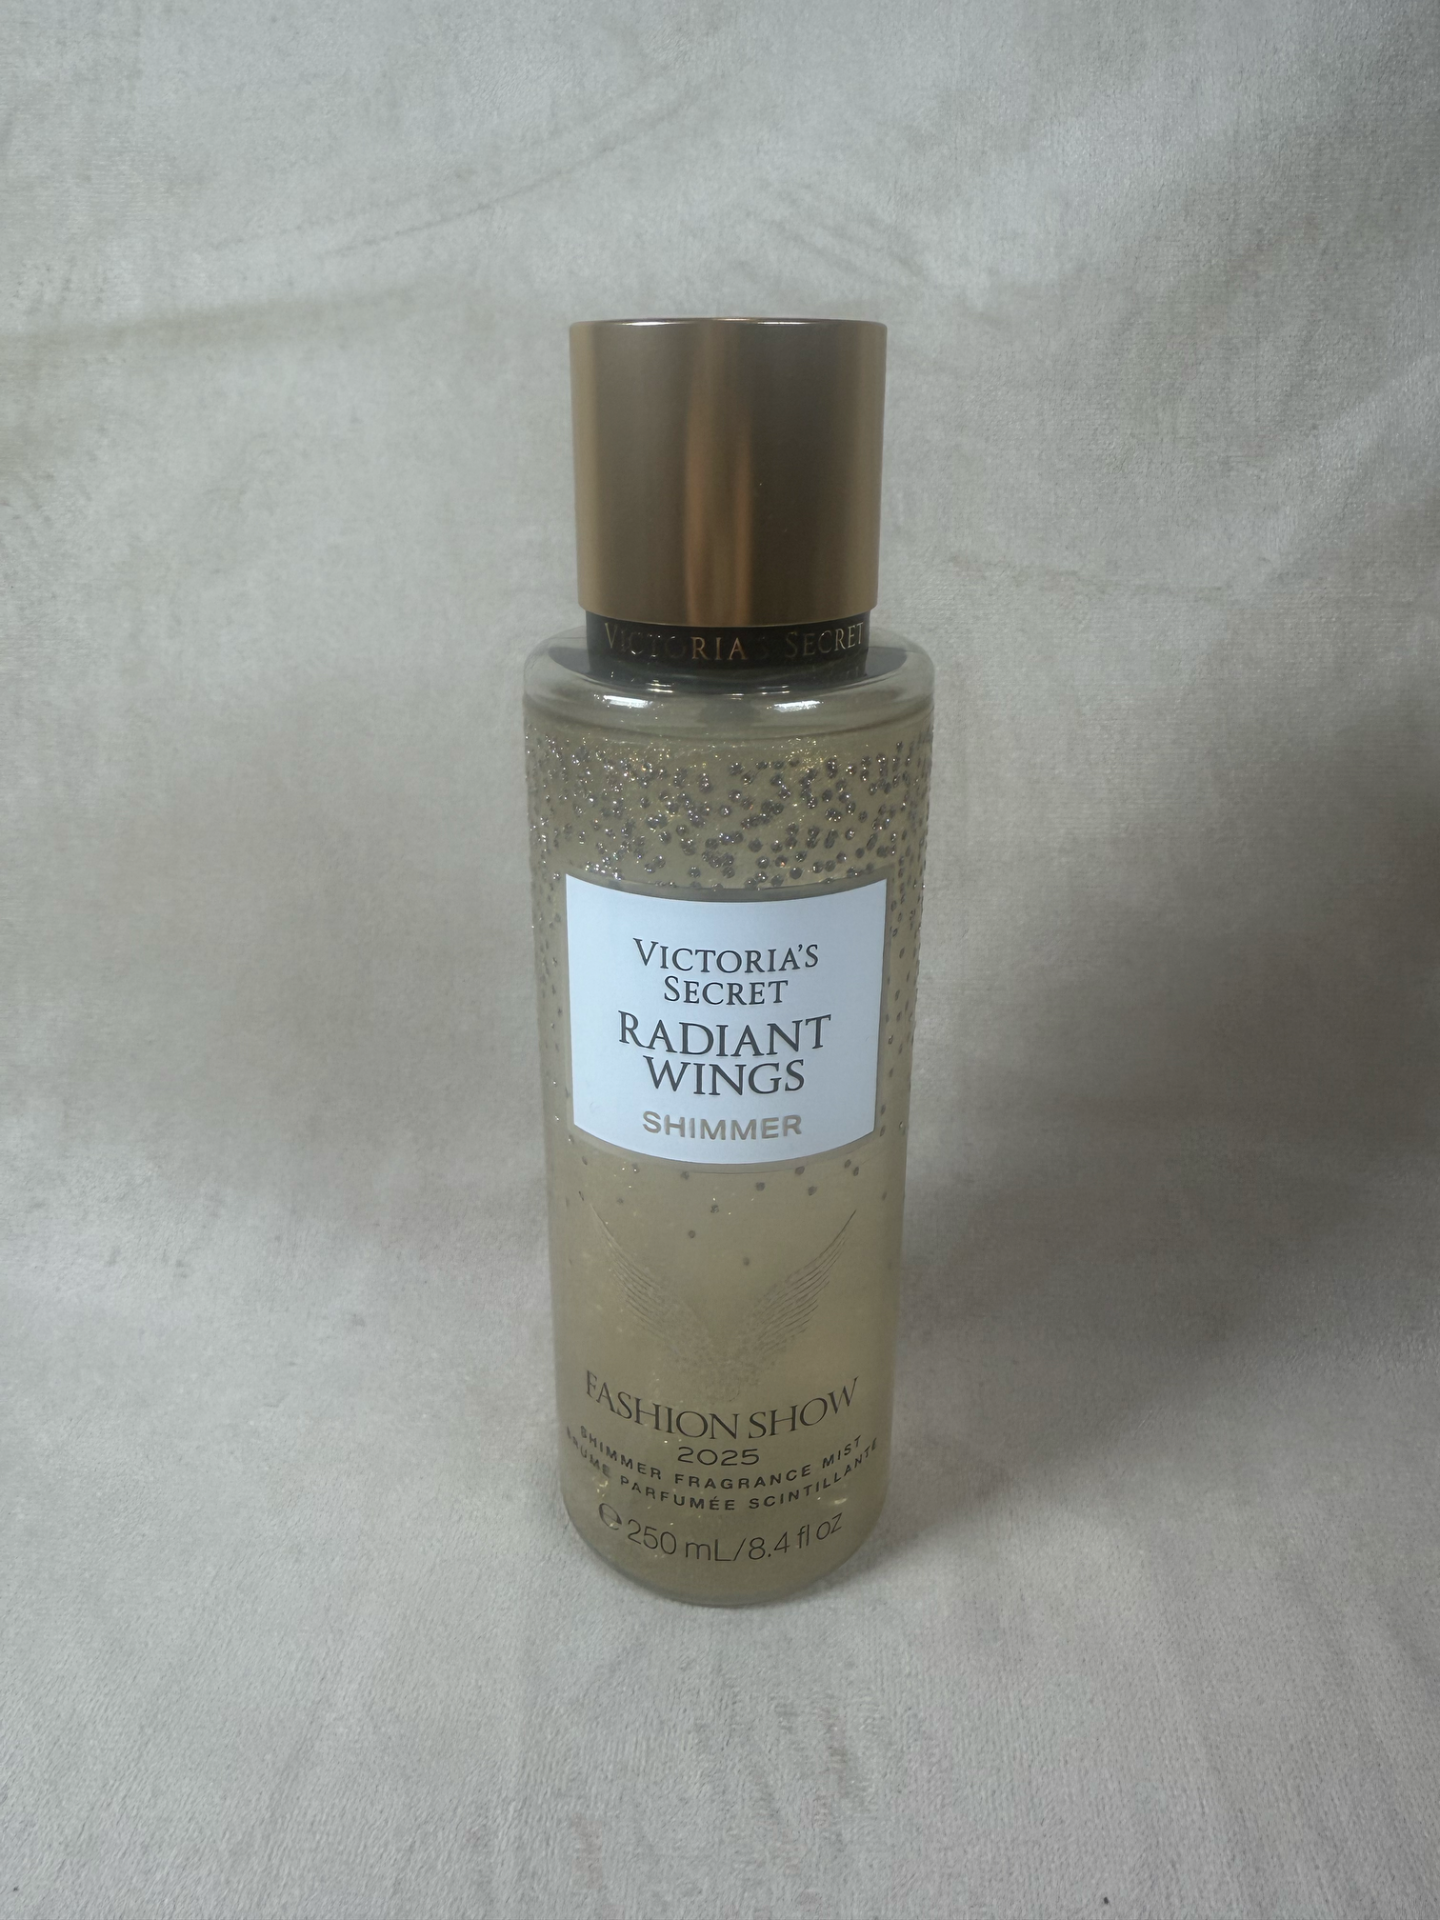 VICTORIA'S SECRET
VICTORIA'S
SECRET
RADIANT
WINGS
SHIMMER
FASHION SHOW
2025
SHIMMER FRAGRANCE MIST
BRUME PARFUMÉE SCINTILLANTE
℮ 250 mL/8.4 fl oz